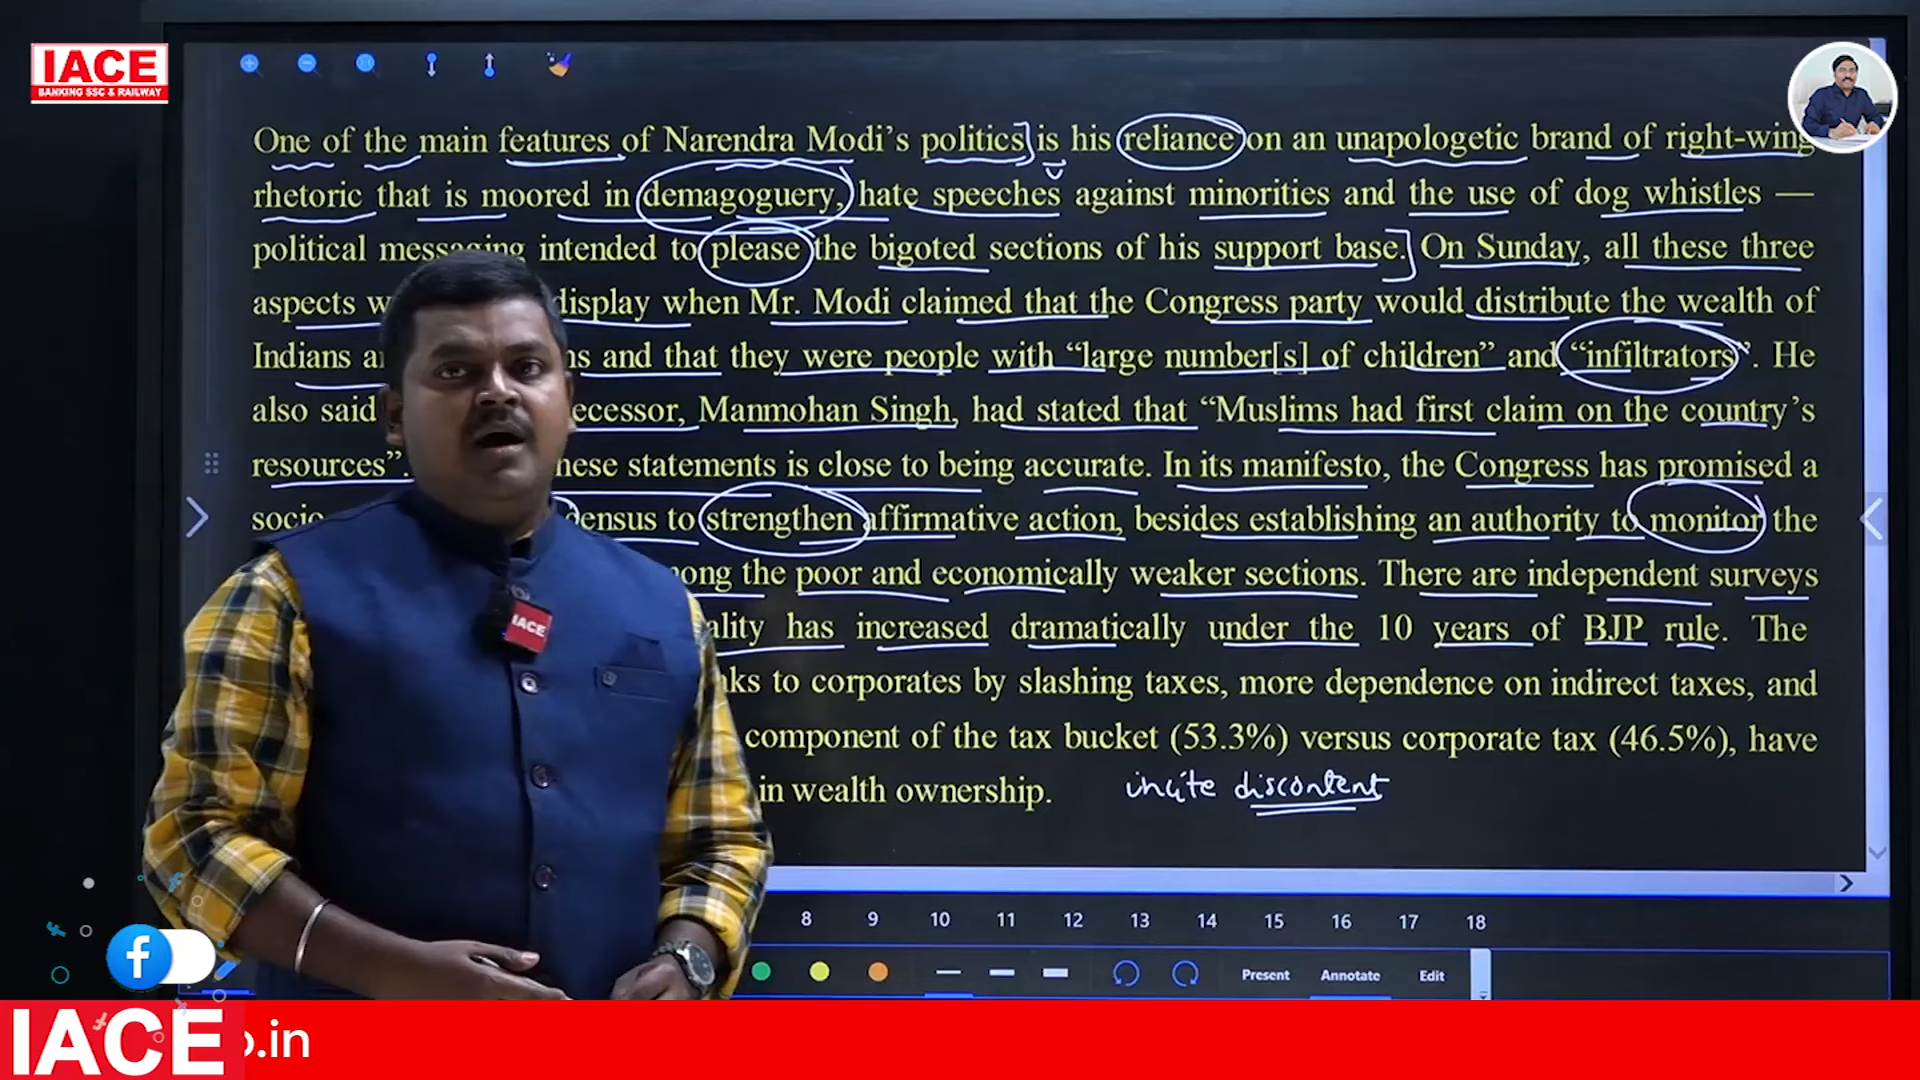 IACE
BANKING SSC & RAILWAY
One of the main features of Narendra Modi's politics] is his reliance on an unapologetic brand of right-wing
rhetoric that is moored in demagoguery, hate speeches against minorities and the use of dog whistles —
political messaging intended to please the bigoted sections of his support base.] On Sunday, all these three
aspects display when Mr. Modi claimed that the Congress party would distribute the wealth of
Indians and that they were people with “large number[s] of children” and “infiltrators”. He
also said Manmohan Singh, had stated that “Muslims had first claim on the country’s
resources”. statements is close to being accurate. In its manifesto, the Congress has promised a
socio to strengthen affirmative action, besides establishing an authority to monitor the
the poor and economically weaker sections. There are independent surveys
has increased dramatically under the 10 years of BJP rule. The
to corporates by slashing taxes, more dependence on indirect taxes, and
component of the tax bucket (53.3%) versus corporate tax (46.5%), have
in wealth ownership. incite discontent
IACE
8 9 10 11 12 13 14 15 16 17 18
Present Annotate Edit
f
IACE .in